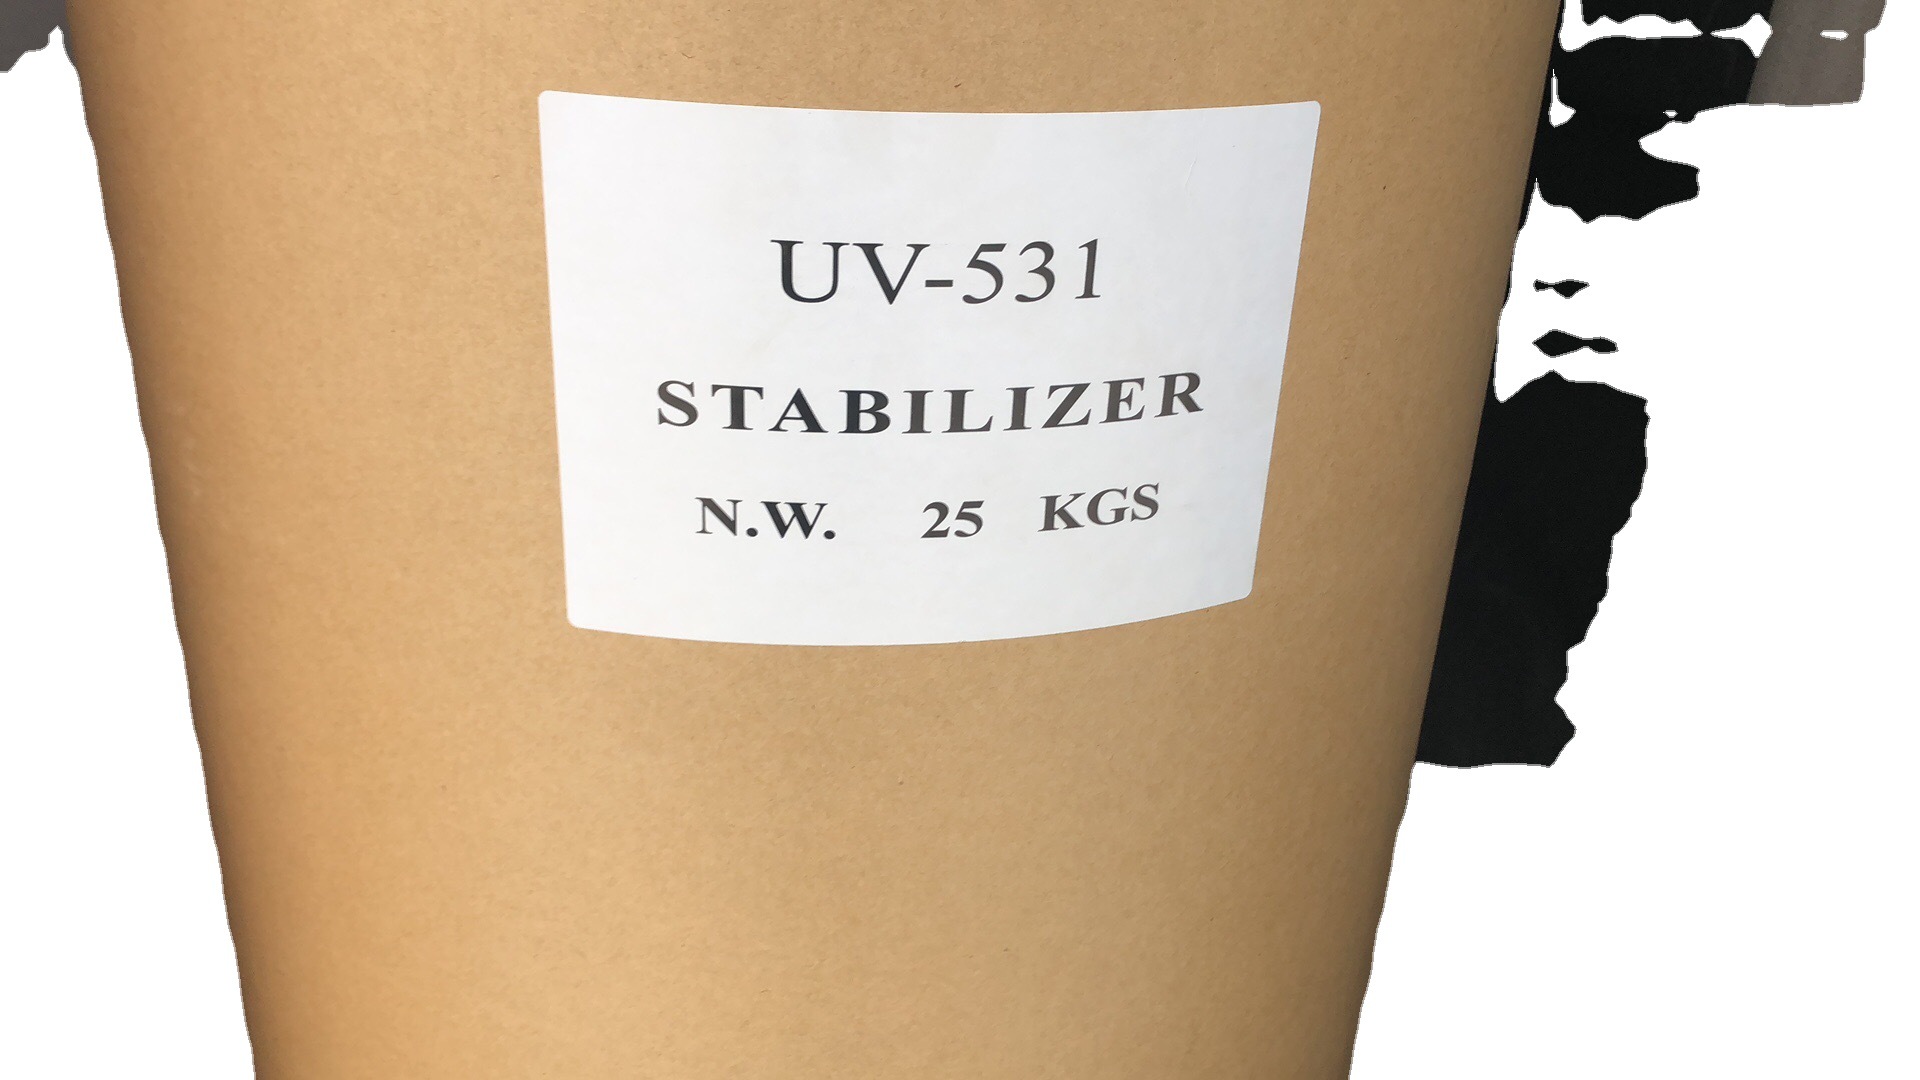 UV-531
STABILIZER
N.W. 25 KGS